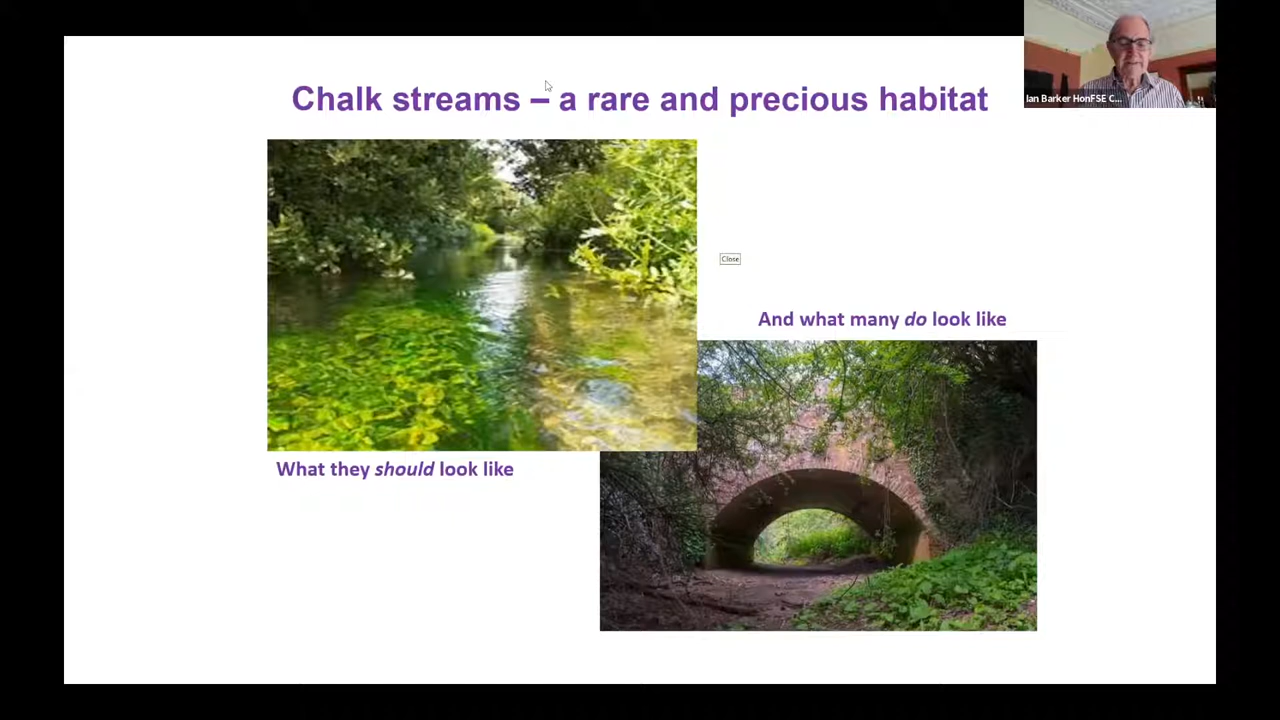 Chalk streams – a rare and precious habitat
Ian Barker HonFSE C...
Close
And what many do look like
What they should look like